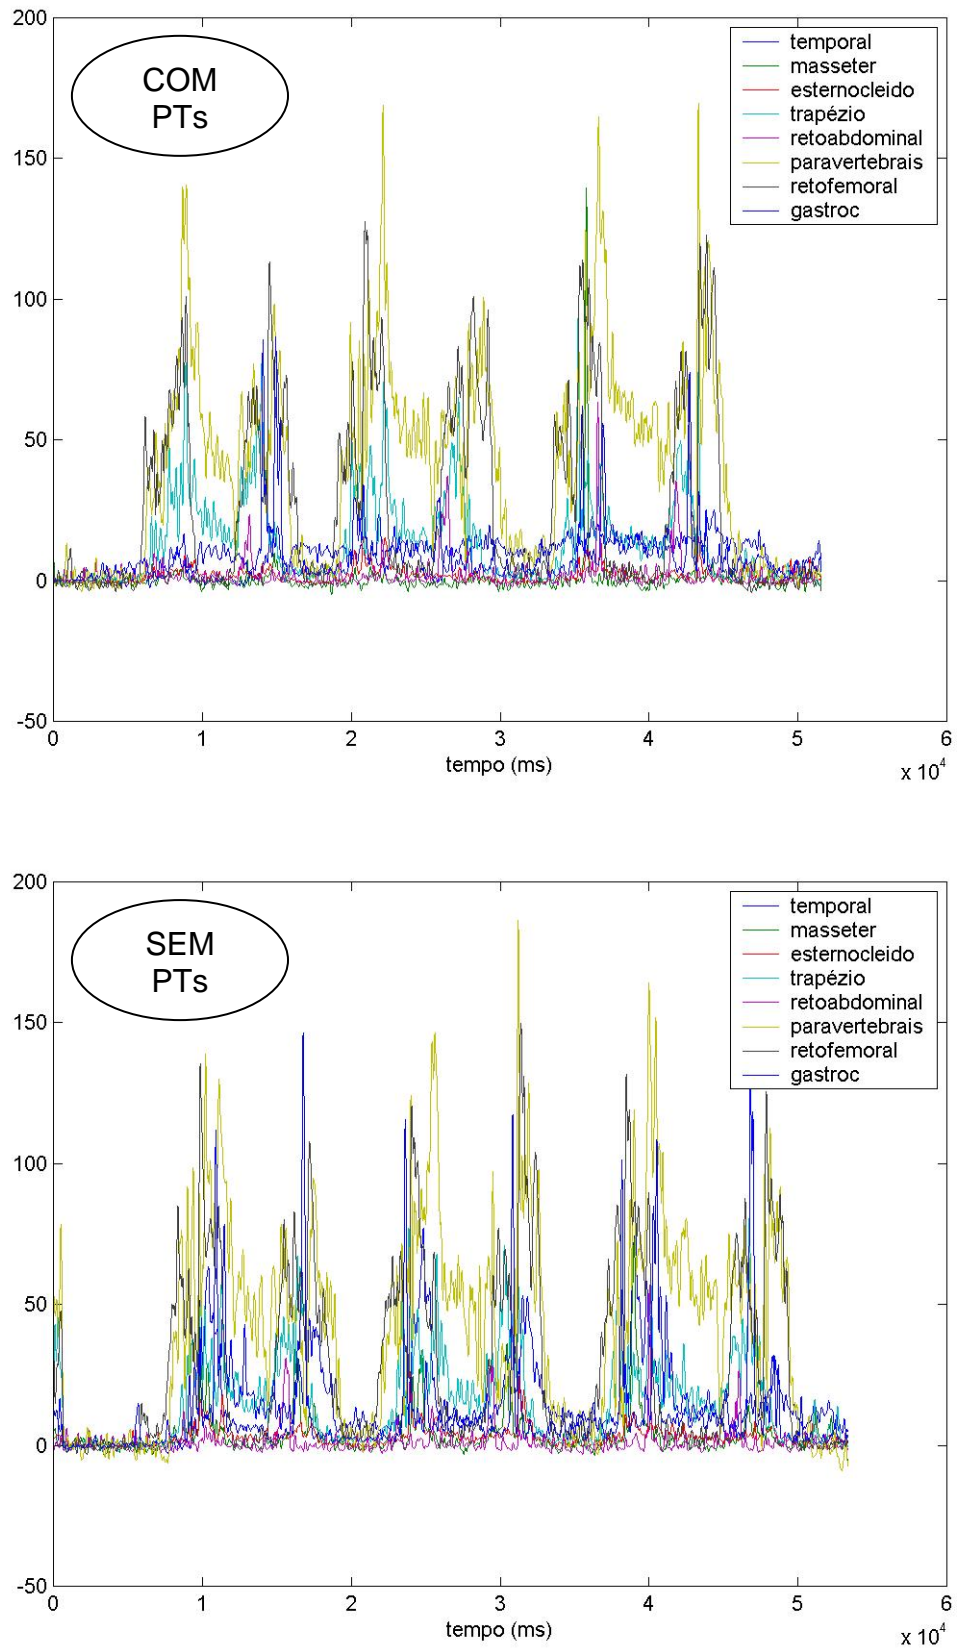 200
COM
PTs
temporal
masseter
esternocleido
trapézio
retoabdominal
paravertebrais
retofemoral
gastroc
150
100
50
0
-50
0 1 2 3 4 5 6
tempo (ms)
x 10^4
200
SEM
PTs
temporal
masseter
esternocleido
trapézio
retoabdominal
paravertebrais
retofemoral
gastroc
150
100
50
0
-50
0 1 2 3 4 5 6
tempo (ms)
x 10^4